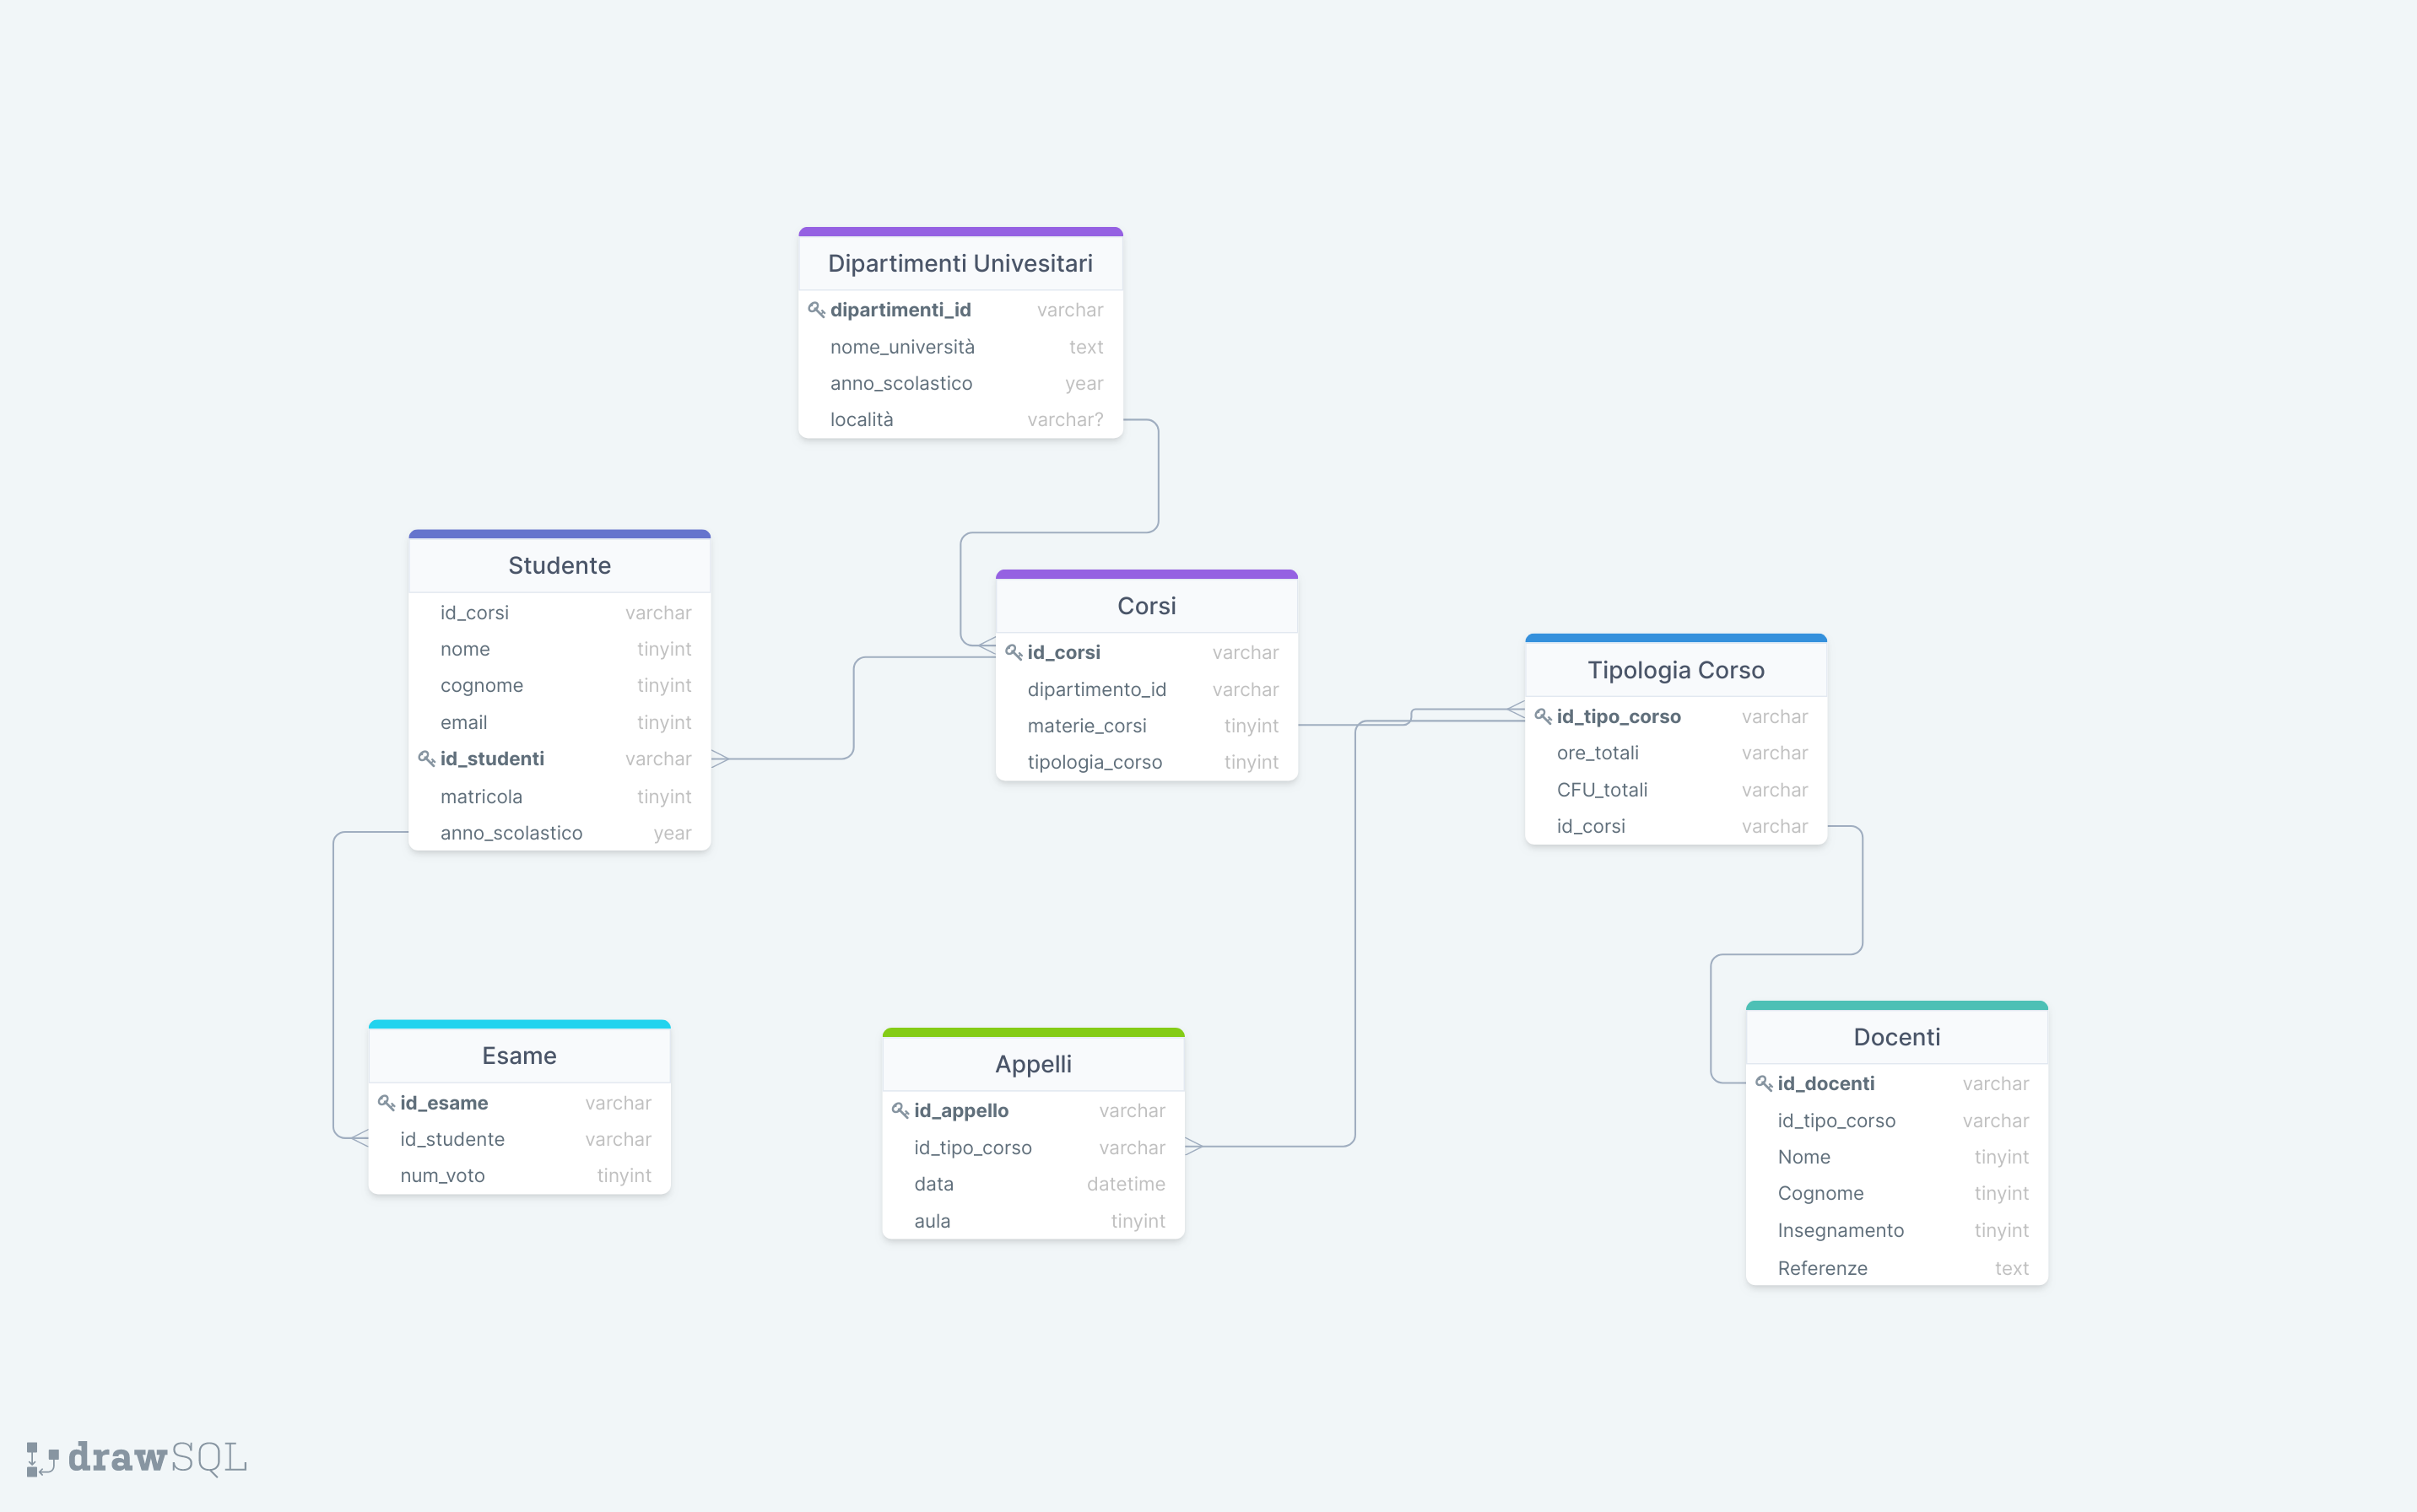 Dipartimenti Univesitari
dipartimenti_id varchar
nome_università text
anno_scolastico year
località varchar?
Studente
id_corsi varchar
nome tinyint
cognome tinyint
email tinyint
id_studenti varchar
matricola tinyint
anno_scolastico year
Corsi
id_corsi varchar
dipartimento_id varchar
materie_corsi tinyint
tipologia_corso tinyint
Tipologia Corso
id_tipo_corso varchar
ore_totali varchar
CFU_totali varchar
id_corsi varchar
Esame
id_esame varchar
id_studente varchar
num_voto tinyint
Appelli
id_appello varchar
id_tipo_corso varchar
data datetime
aula tinyint
Docenti
id_docenti varchar
id_tipo_corso varchar
Nome tinyint
Cognome tinyint
Insegnamento tinyint
Referenze text
drawSQL